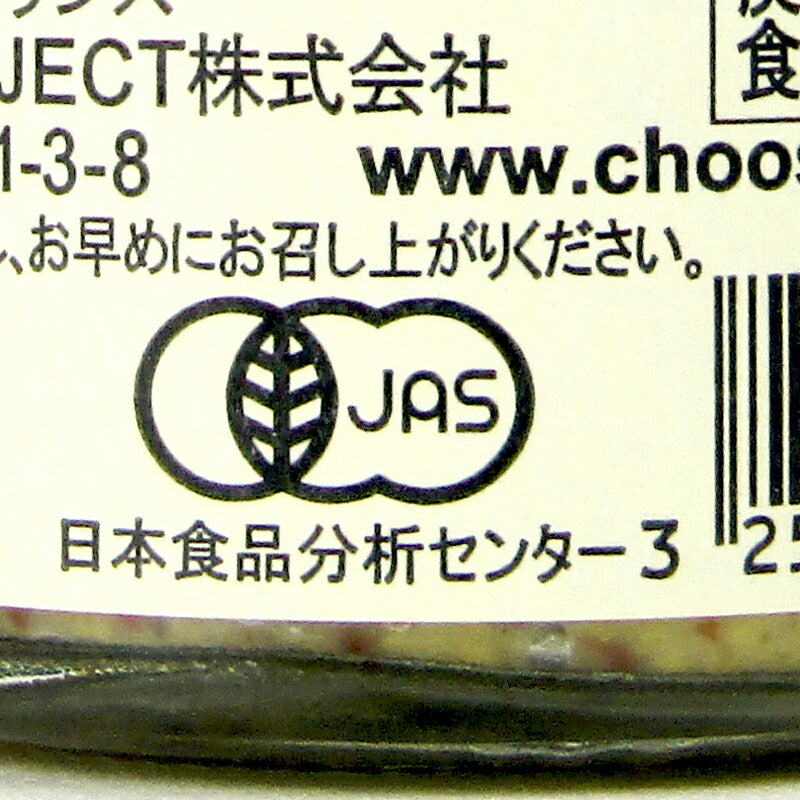 JECT株式会社
食
1-3-8
www.choos
、お早めにお召し上がりください。
JAS
日本食品分析センター3
25